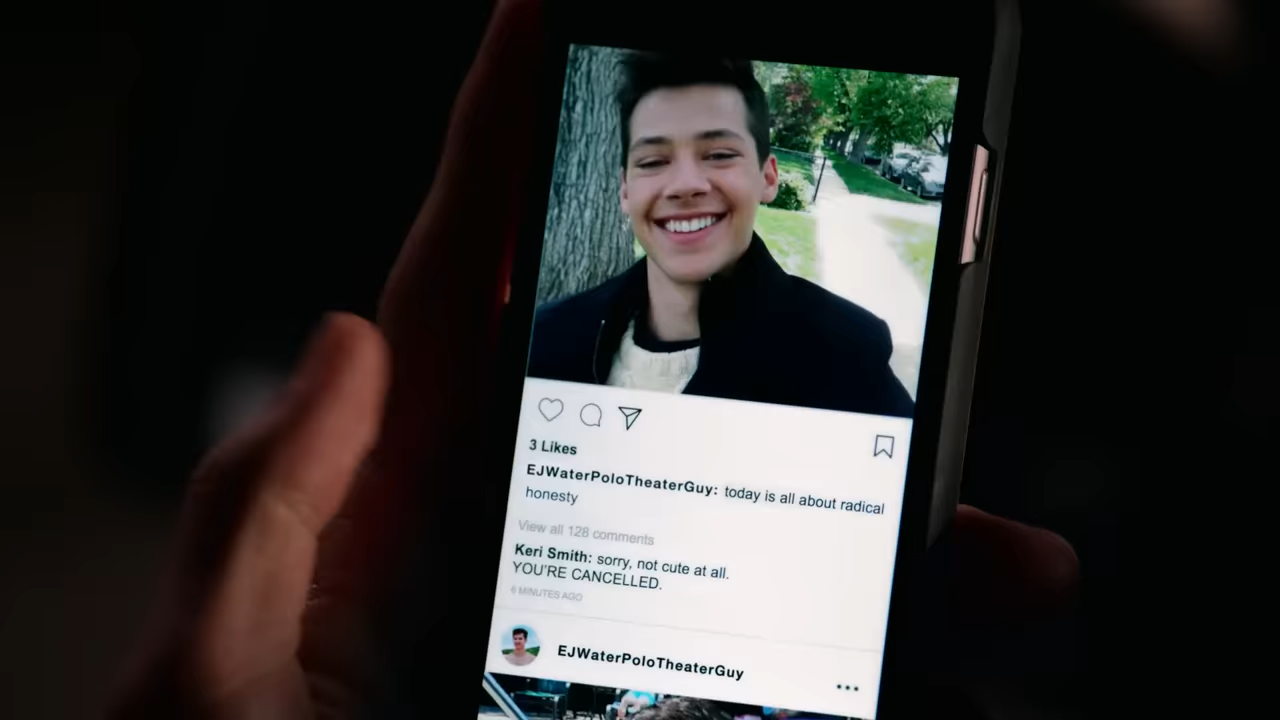 3 Likes
EJWaterPoloTheaterGuy: today is all about radical
honesty
View all 128 comments
Keri Smith: sorry, not cute at all.
YOU'RE CANCELLED.
6 MINUTES AGO
EJWaterPoloTheaterGuy